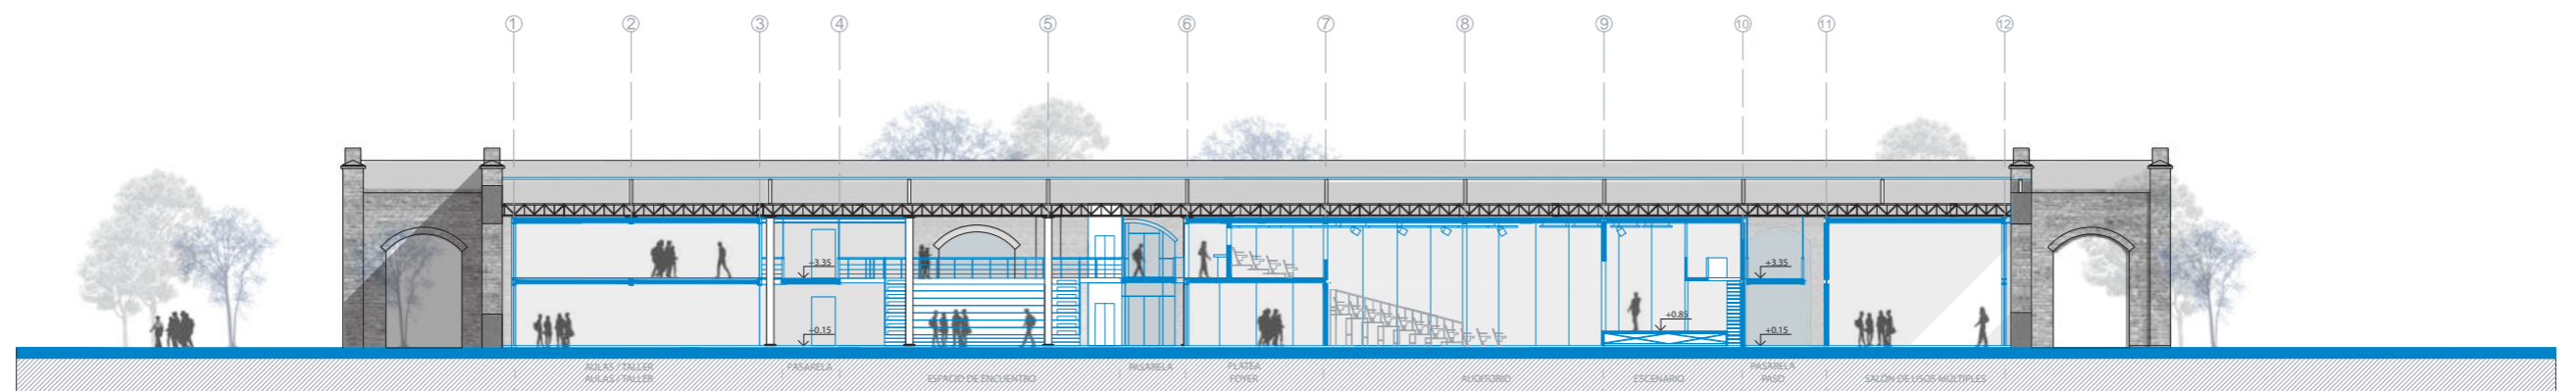 1 2 3 4 5 6 7 8 9 10 11 12
+3.35 +3.35
+0.85
+0.15 +0.15
AULAS / TALLER PASARELA PASARELA PLATEA PASARELA
AULAS / TALLER ESPACIO DE ENCUENTRO FOYER AUDITORIO ESCENARIO PASO SALÓN DE USOS MÚLTIPLES